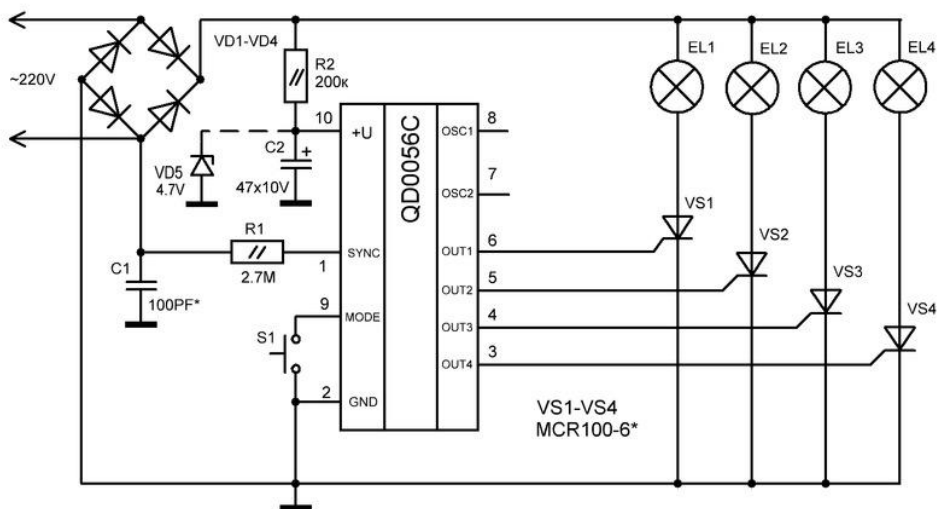 ~220V
VD1-VD4
R2
200к
10
+U
C2
+
47x10V
VD5
4.7V
R1
2.7M
SYNC
1
C1
100PF*
9
MODE
S1
2
GND
QD0056C
OSC1
8
OSC2
7
OUT1
6
OUT2
5
OUT3
4
OUT4
3
EL1
EL2
EL3
EL4
VS1
VS2
VS3
VS4
VS1-VS4
MCR100-6*